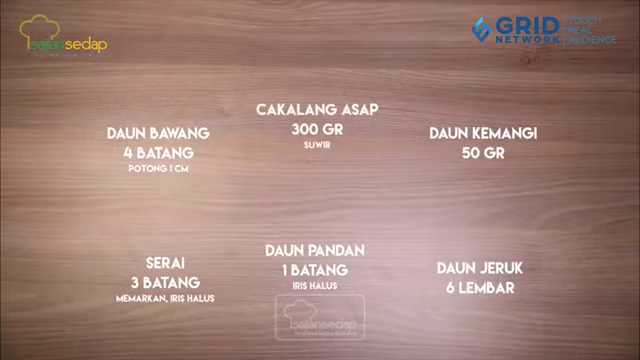 sajiansedap
GRID
NETWORK
TOUCH
REAL
AUDIENCE
CAKALANG ASAP
300 GR
SUWIR
DAUN BAWANG
4 BATANG
POTONG 1 CM
DAUN KEMANGI
50 GR
SERAI
3 BATANG
MEMARKAN, IRIS HALUS
DAUN PANDAN
1 BATANG
IRIS HALUS
DAUN JERUK
6 LEMBAR
sajiansedap